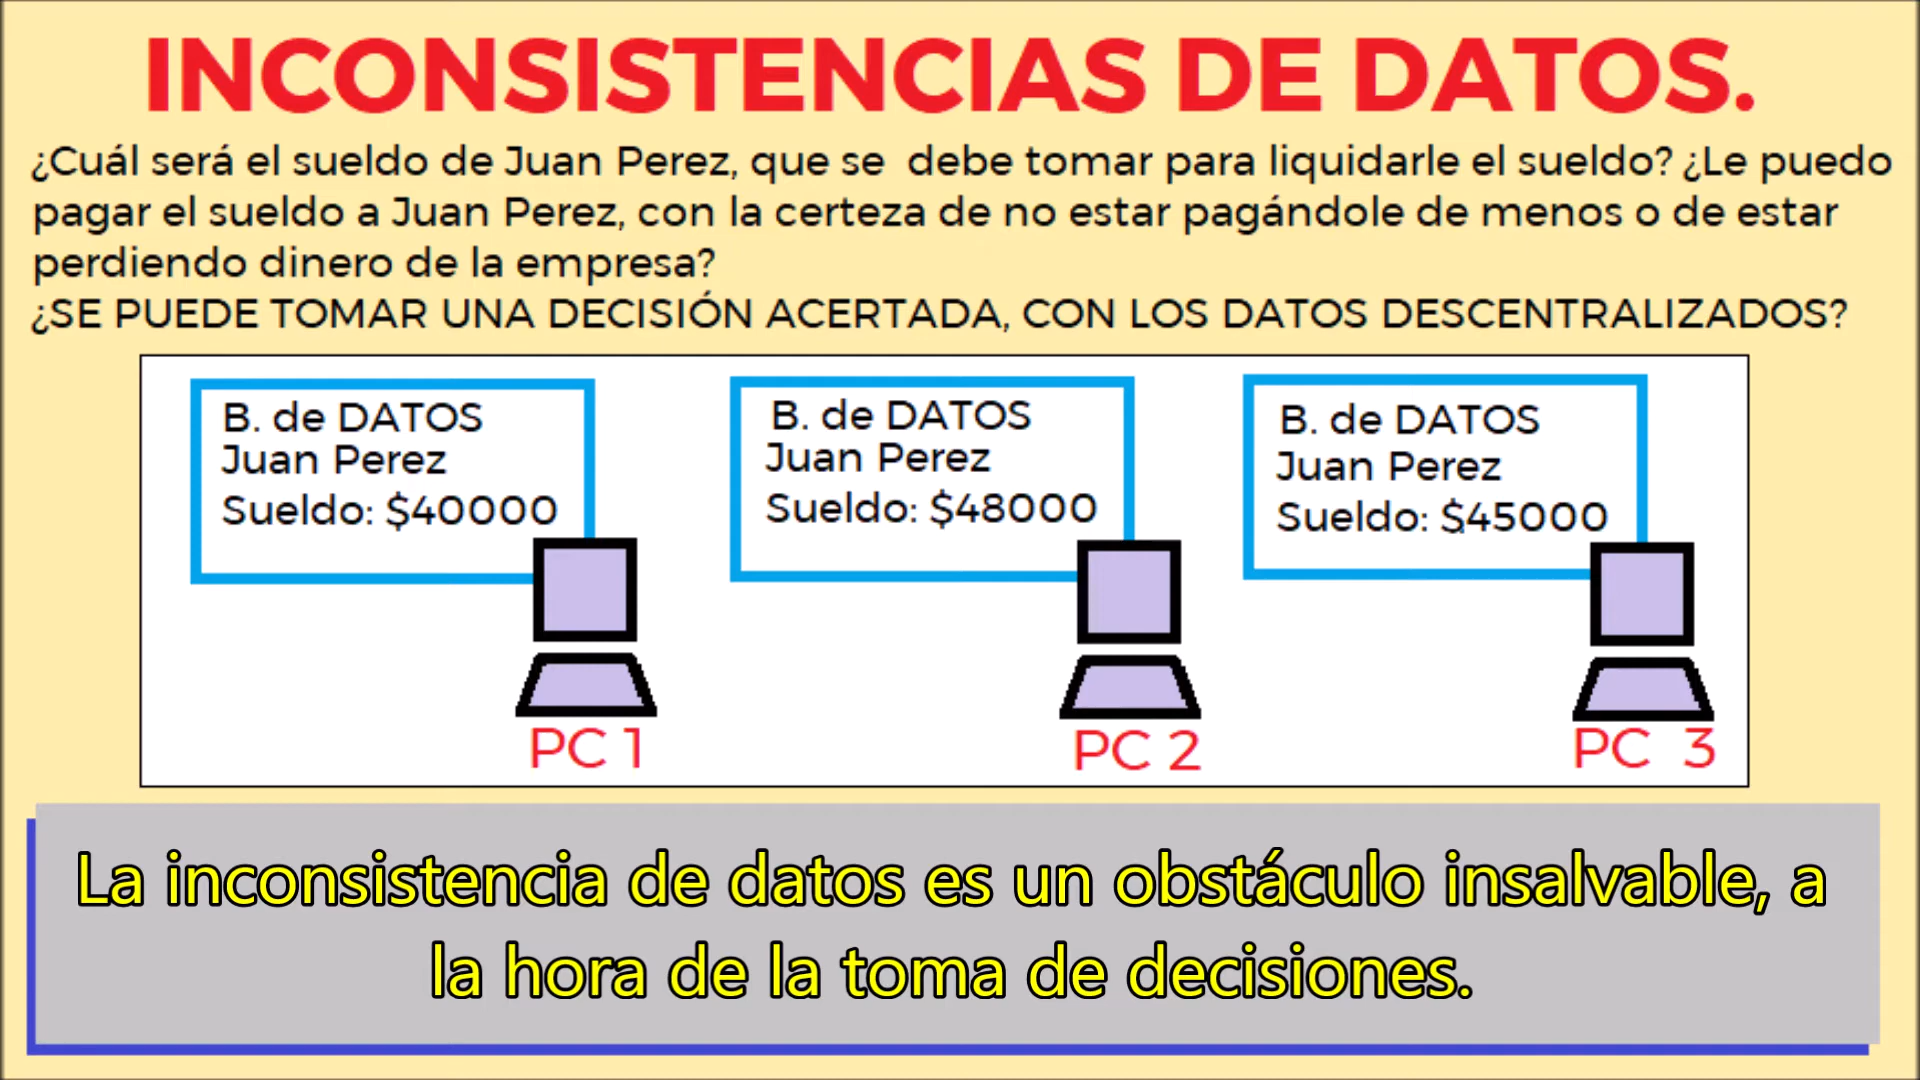 INCONSISTENCIAS DE DATOS.
¿Cuál será el sueldo de Juan Perez, que se debe tomar para liquidarle el sueldo? ¿Le puedo
pagar el sueldo a Juan Perez, con la certeza de no estar pagándole de menos o de estar
perdiendo dinero de la empresa?
¿SE PUEDE TOMAR UNA DECISIÓN ACERTADA, CON LOS DATOS DESCENTRALIZADOS?
B. de DATOS
Juan Perez
Sueldo: $40000
PC 1
B. de DATOS
Juan Perez
Sueldo: $48000
PC 2
B. de DATOS
Juan Perez
Sueldo: $45000
PC 3
La inconsistencia de datos es un obstáculo insalvable, a
la hora de la toma de decisiones.